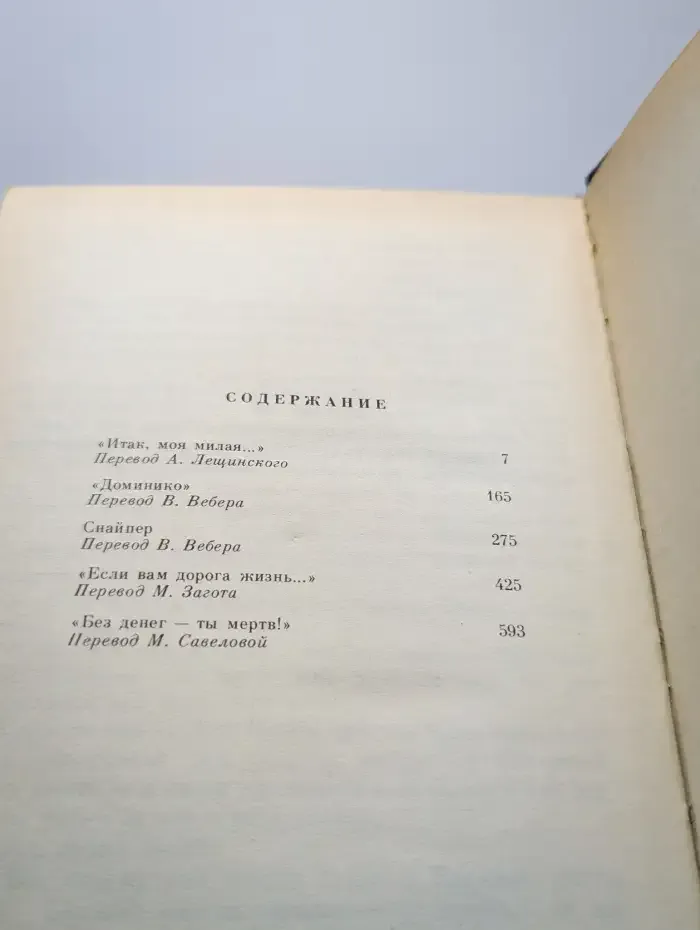 СОДЕРЖАНИЕ
«Итак, моя милая...»
Перевод А. Лещинского 7
«Доминико»
Перевод В. Вебера 165
Снайпер
Перевод В. Вебера 275
«Если вам дорога жизнь...»
Перевод М. Загота 425
«Без денег — ты мертв!»
Перевод М. Савеловой 593